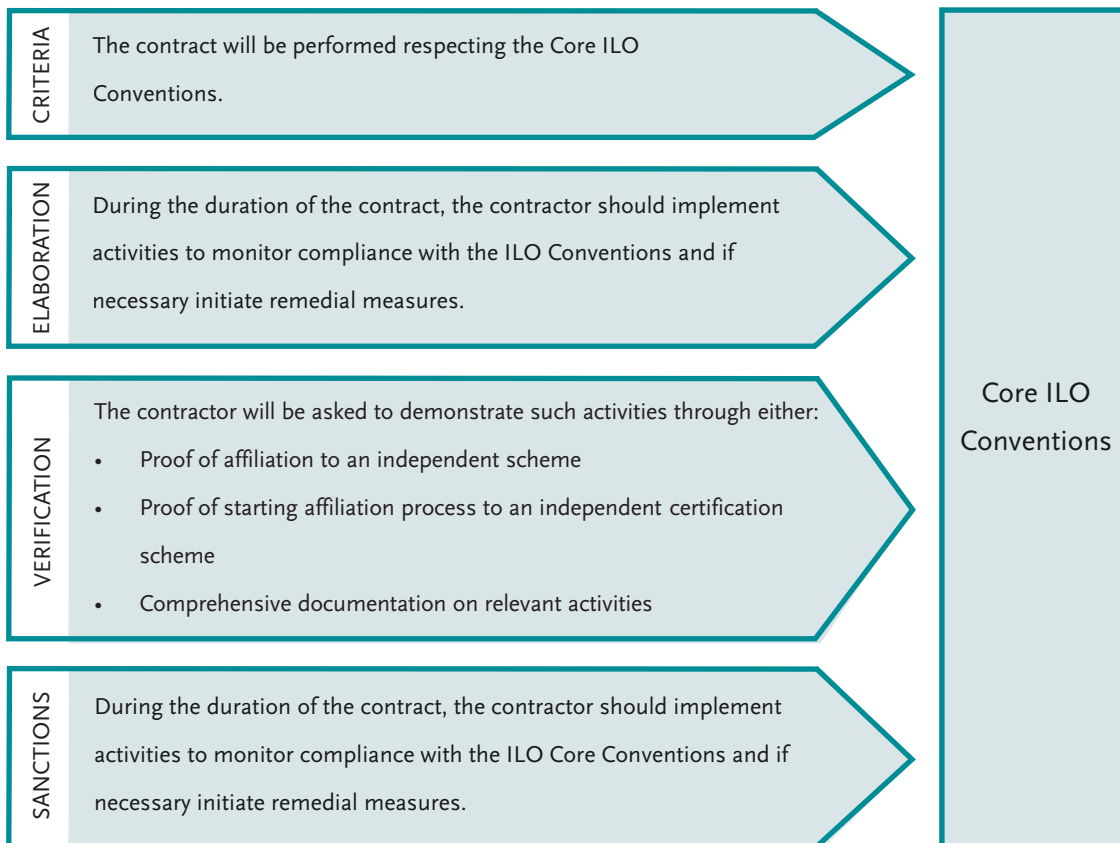 CRITERIA
The contract will be performed respecting the Core ILO
Conventions.
ELABORATION
During the duration of the contract, the contractor should implement
activities to monitor compliance with the ILO Conventions and if
necessary initiate remedial measures.
VERIFICATION
The contractor will be asked to demonstrate such activities through either:
• Proof of affiliation to an independent scheme
• Proof of starting affiliation process to an independent certification
scheme
• Comprehensive documentation on relevant activities
SANCTIONS
During the duration of the contract, the contractor should implement
activities to monitor compliance with the ILO Core Conventions and if
necessary initiate remedial measures.
Core ILO
Conventions